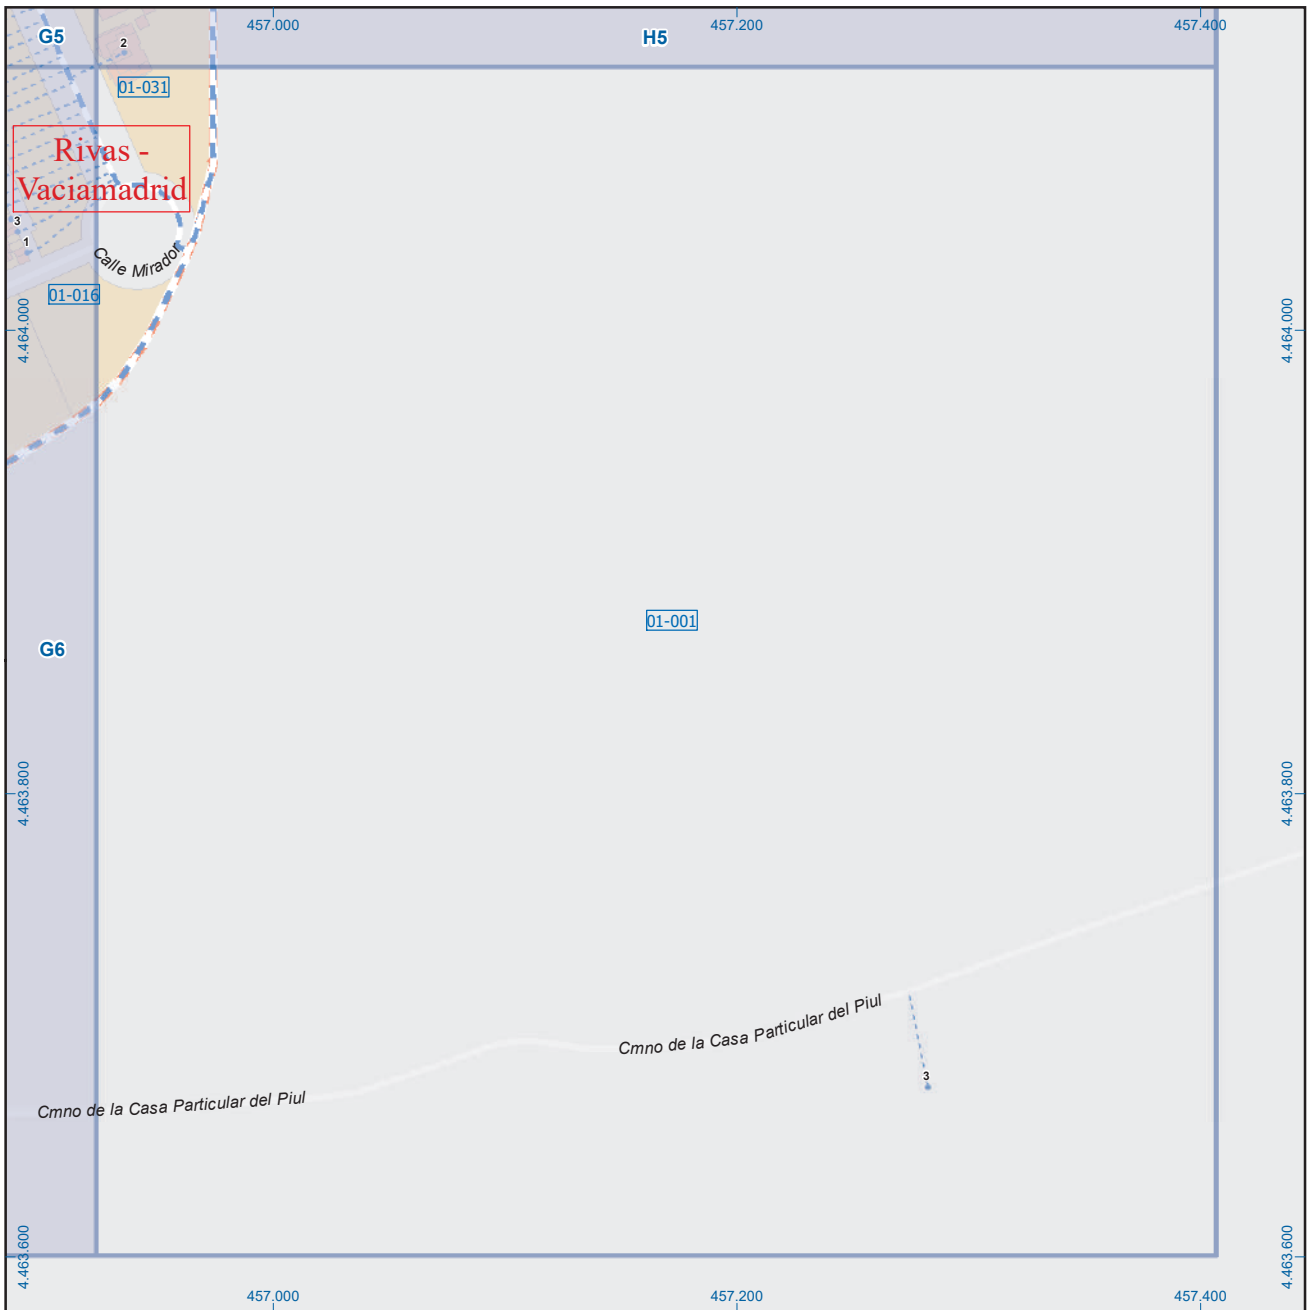 457.000
457.200
457.400
G5
2
H5
01-031
Rivas -
Vaciamadrid
3
1
Calle Mirador
01-016
4.464.000
4.464.000
01-001
G6
4.463.800
4.463.800
Cmno de la Casa Particular del Piul
3
Cmno de la Casa Particular del Piul
4.463.600
4.463.600
457.000
457.200
457.400